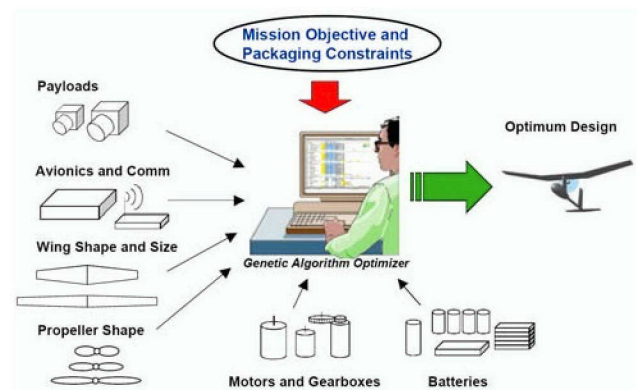 Mission Objective and
Packaging Constraints
Payloads
Optimum Design
Avionics and Comm
Wing Shape and Size
Genetic Algorithm Optimizer
Propeller Shape
Motors and Gearboxes
Batteries